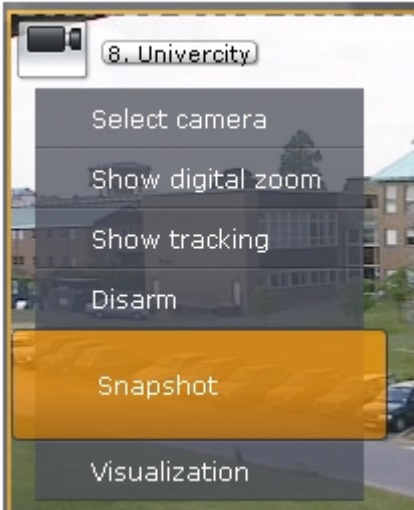 8. Univercity
Select camera
Show digital zoom
Show tracking
Disarm
Snapshot
Visualization